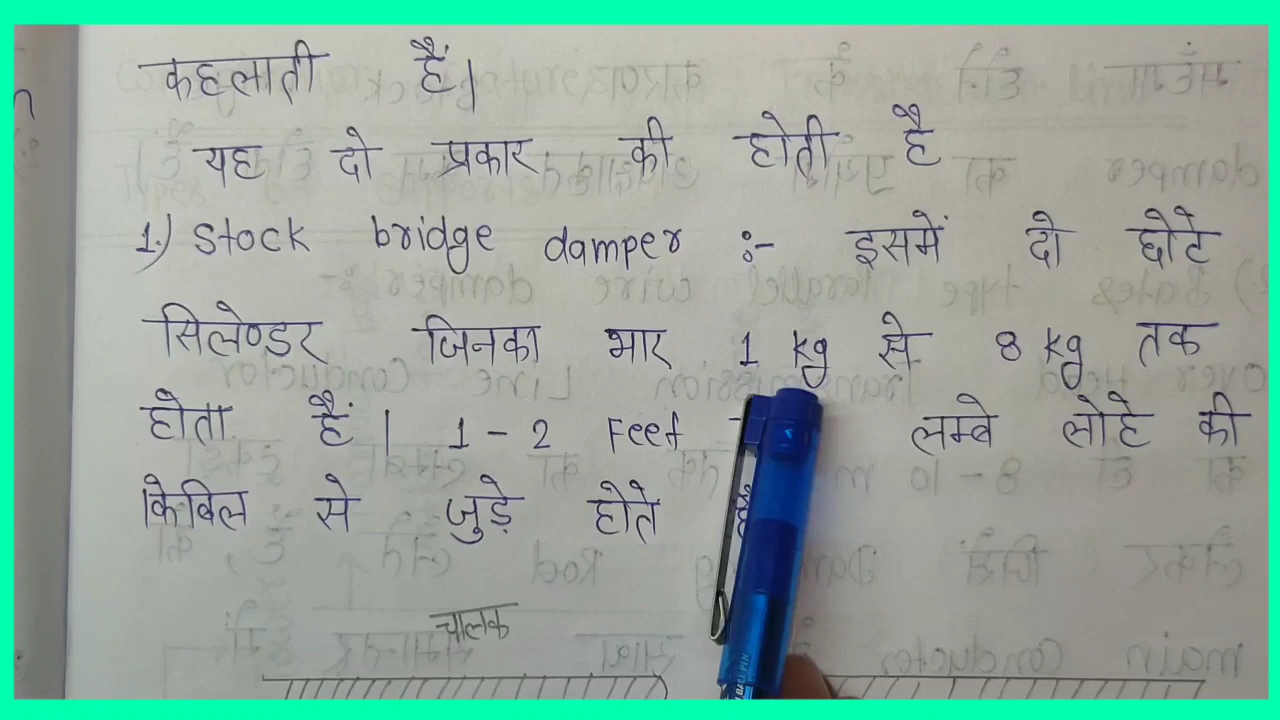 कहलाती हैं।
यह दो प्रकार की होती है
1.) Stock bridge damper :- इसमें दो छोटे
सिलेण्डर जिनका भार 1 kg से 8 kg तक
होता हैं। 1 - 2 Feet लम्बे लोहे की
केबिल से जुड़े होते
चालक